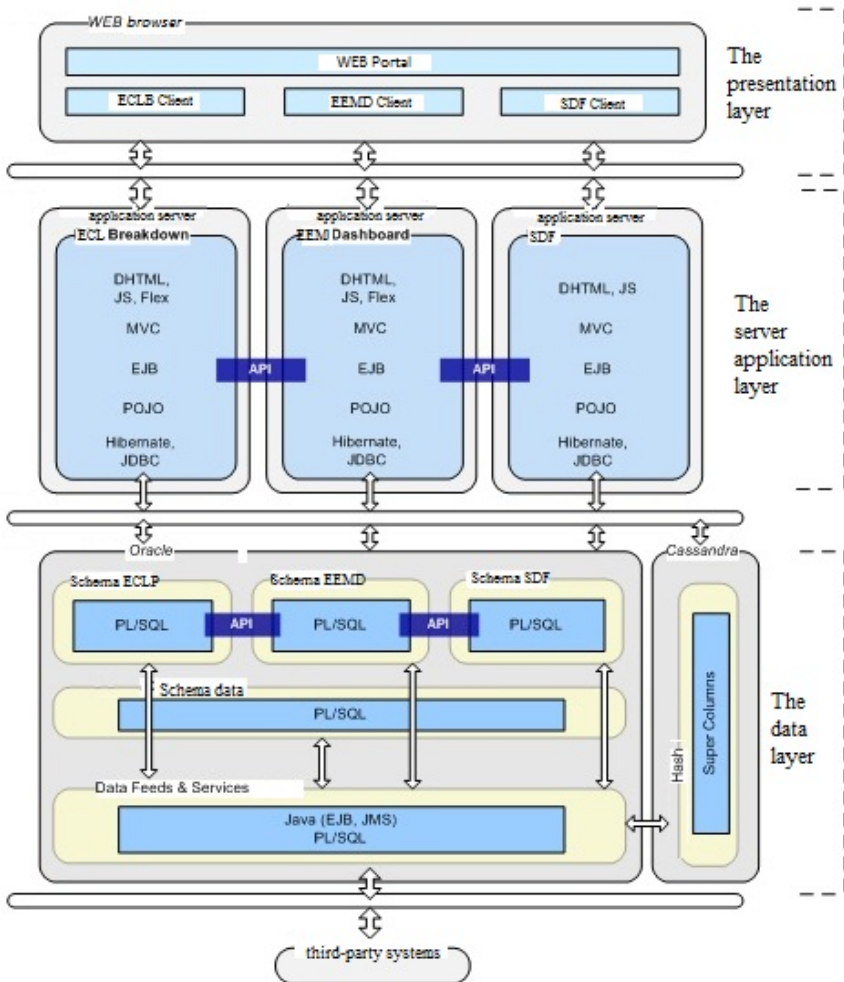 WEB browser
WEB Portal
ECLB Client
EEMD Client
SDF Client
The
presentation
layer
application server
application server
application server
ECL Breakdown
EEM Dashboard
SDF
DHTML,
JS, Flex
MVC
EJB
POJO
Hibernate,
JDBC
API
DHTML,
JS, Flex
MVC
EJB
POJO
Hibernate,
JDBC
API
DHTML, JS
MVC
EJB
POJO
Hibernate,
JDBC
The
server
application
layer
Oracle
Cassandra
Schema ECLP
Schema EEMD
Schema SDF
PL/SQL
API
PL/SQL
API
PL/SQL
Schema data
PL/SQL
Data Feeds & Services
Java (EJB, JMS)
PL/SQL
Hash
Super Columns
The
data
layer
third-party systems